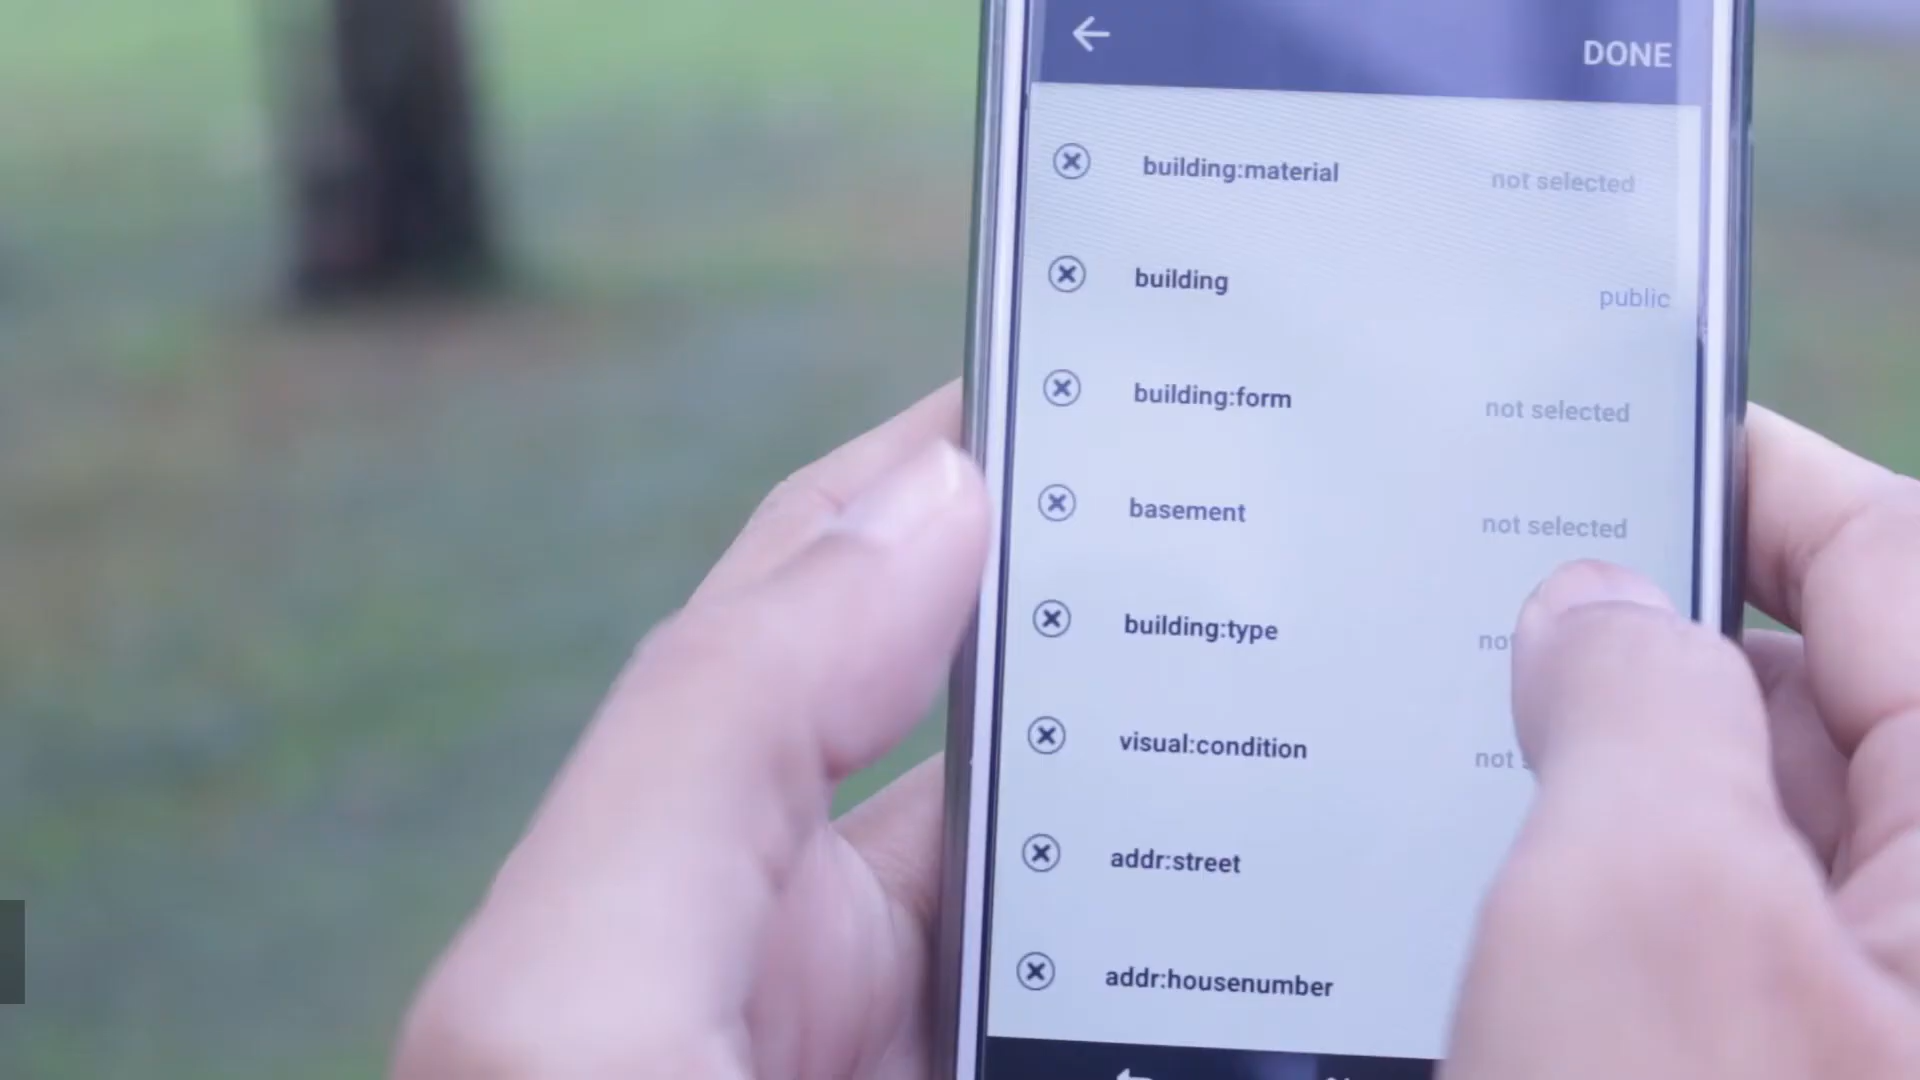 DONE
building:material not selected
building public
building:form not selected
basement not selected
building:type
visual:condition not
addr:street
addr:housenumber